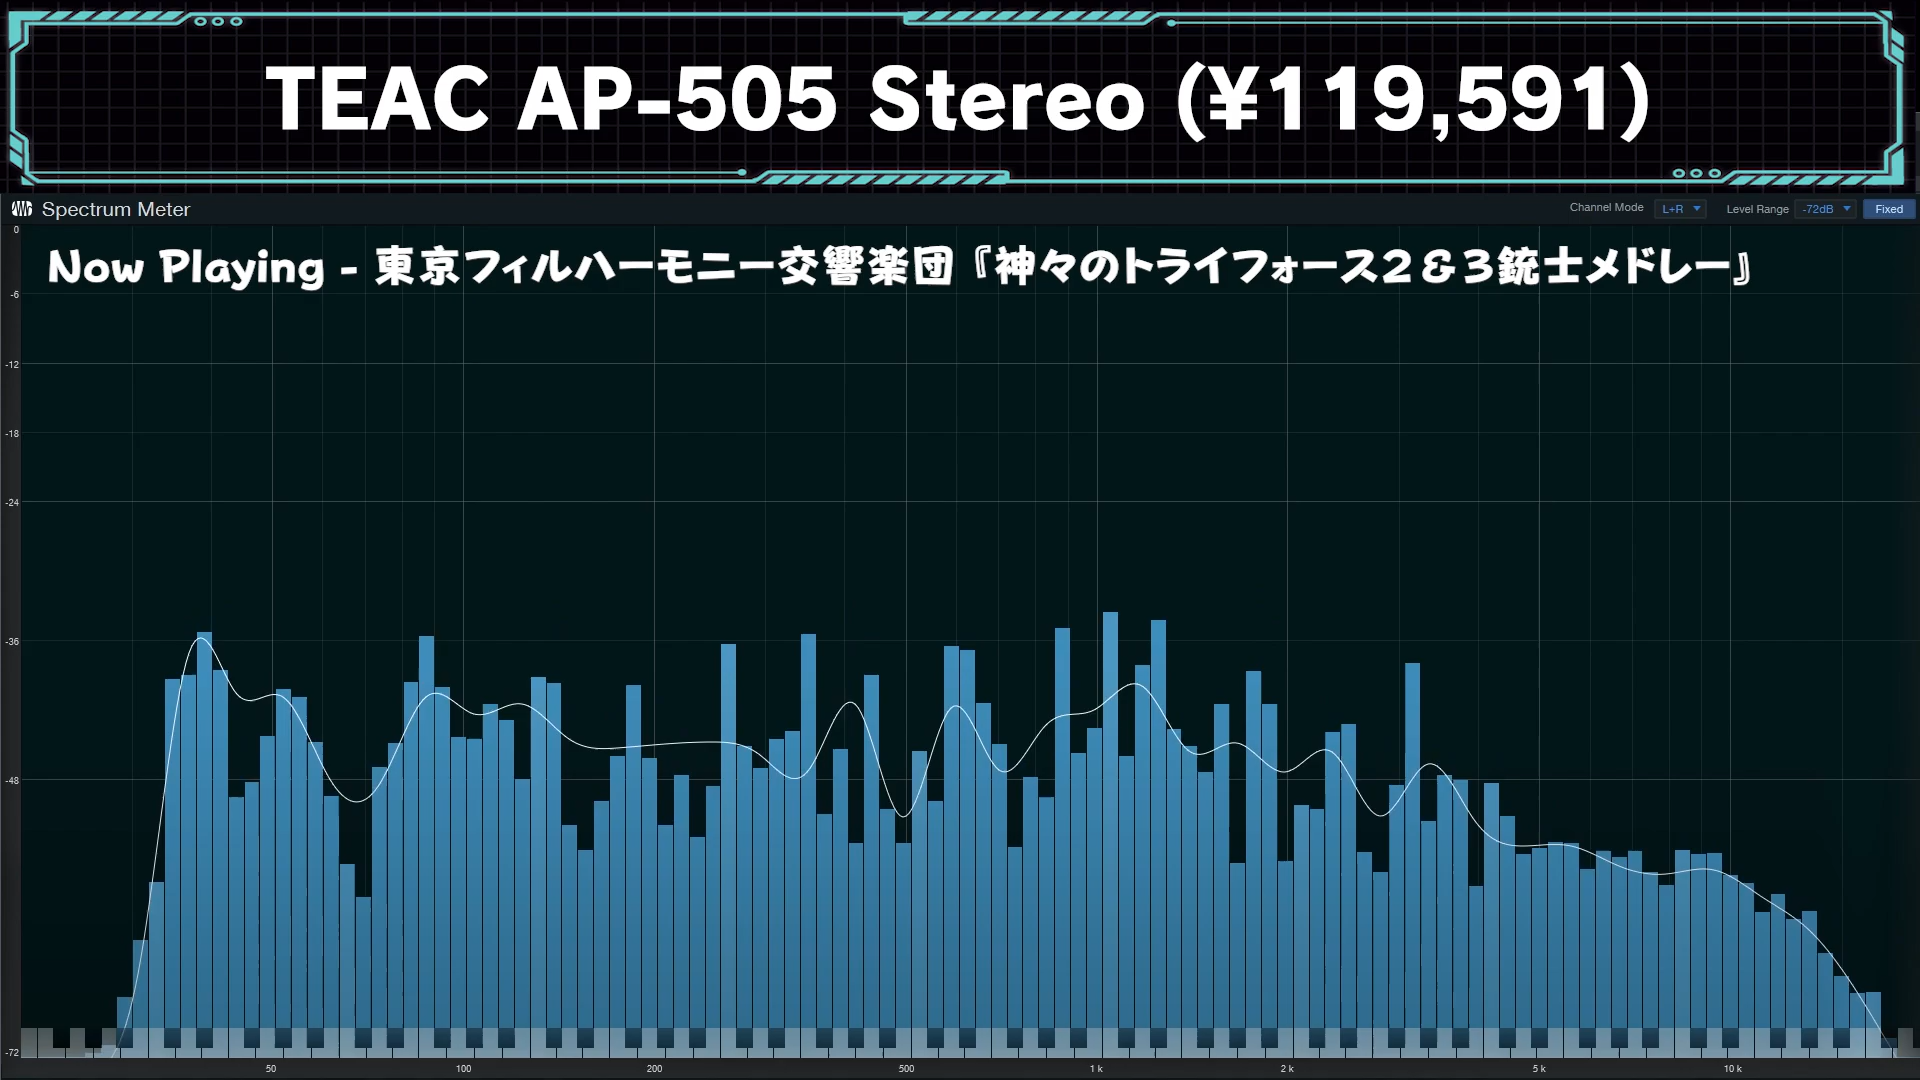 TEAC AP-505 Stereo (¥119,591)
Spectrum Meter
Channel Mode L+R Level Range -72dB Fixed
Now Playing - 東京フィルハーモニー交響楽団『神々のトライフォース2&3銃士メドレー』
0
-6
-12
-18
-24
-36
-48
-72
50 100 200 500 1 k 2 k 5 k 10 k